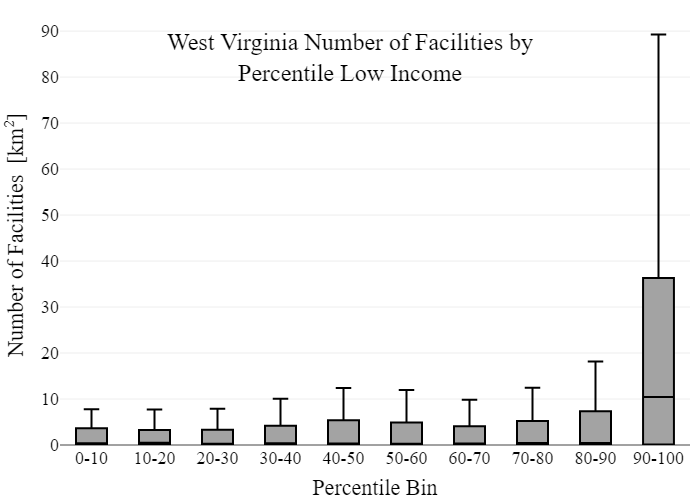 West Virginia Number of Facilities by
Percentile Low Income
Number of Facilities [km²]
90
80
70
60
50
40
30
20
10
0
0-10 10-20 20-30 30-40 40-50 50-60 60-70 70-80 80-90 90-100
Percentile Bin